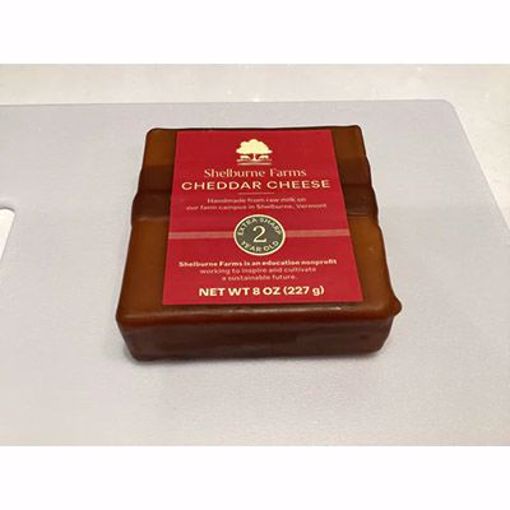 Shelburne Farms
CHEDDAR CHEESE
Handmade from raw milk on
our farm campus in Shelburne, Vermont
EXTRA SHARP
2
YEAR OLD
Shelburne Farms is an education nonprofit
working to inspire and cultivate
a sustainable future.
NET WT 8 OZ (227 g)